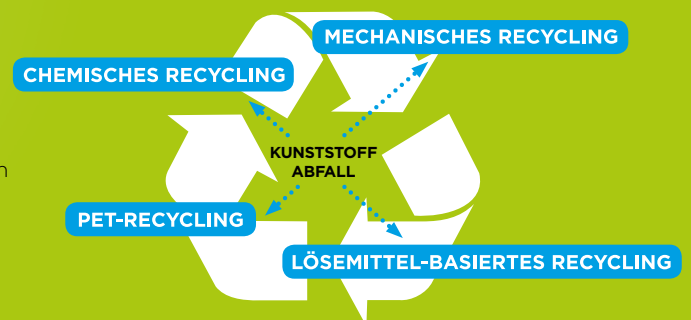 MECHANISCHES RECYCLING
CHEMISCHES RECYCLING
KUNSTSTOFF
ABFALL
n
PET-RECYCLING
LÖSEMITTEL-BASIERTES RECYCLING